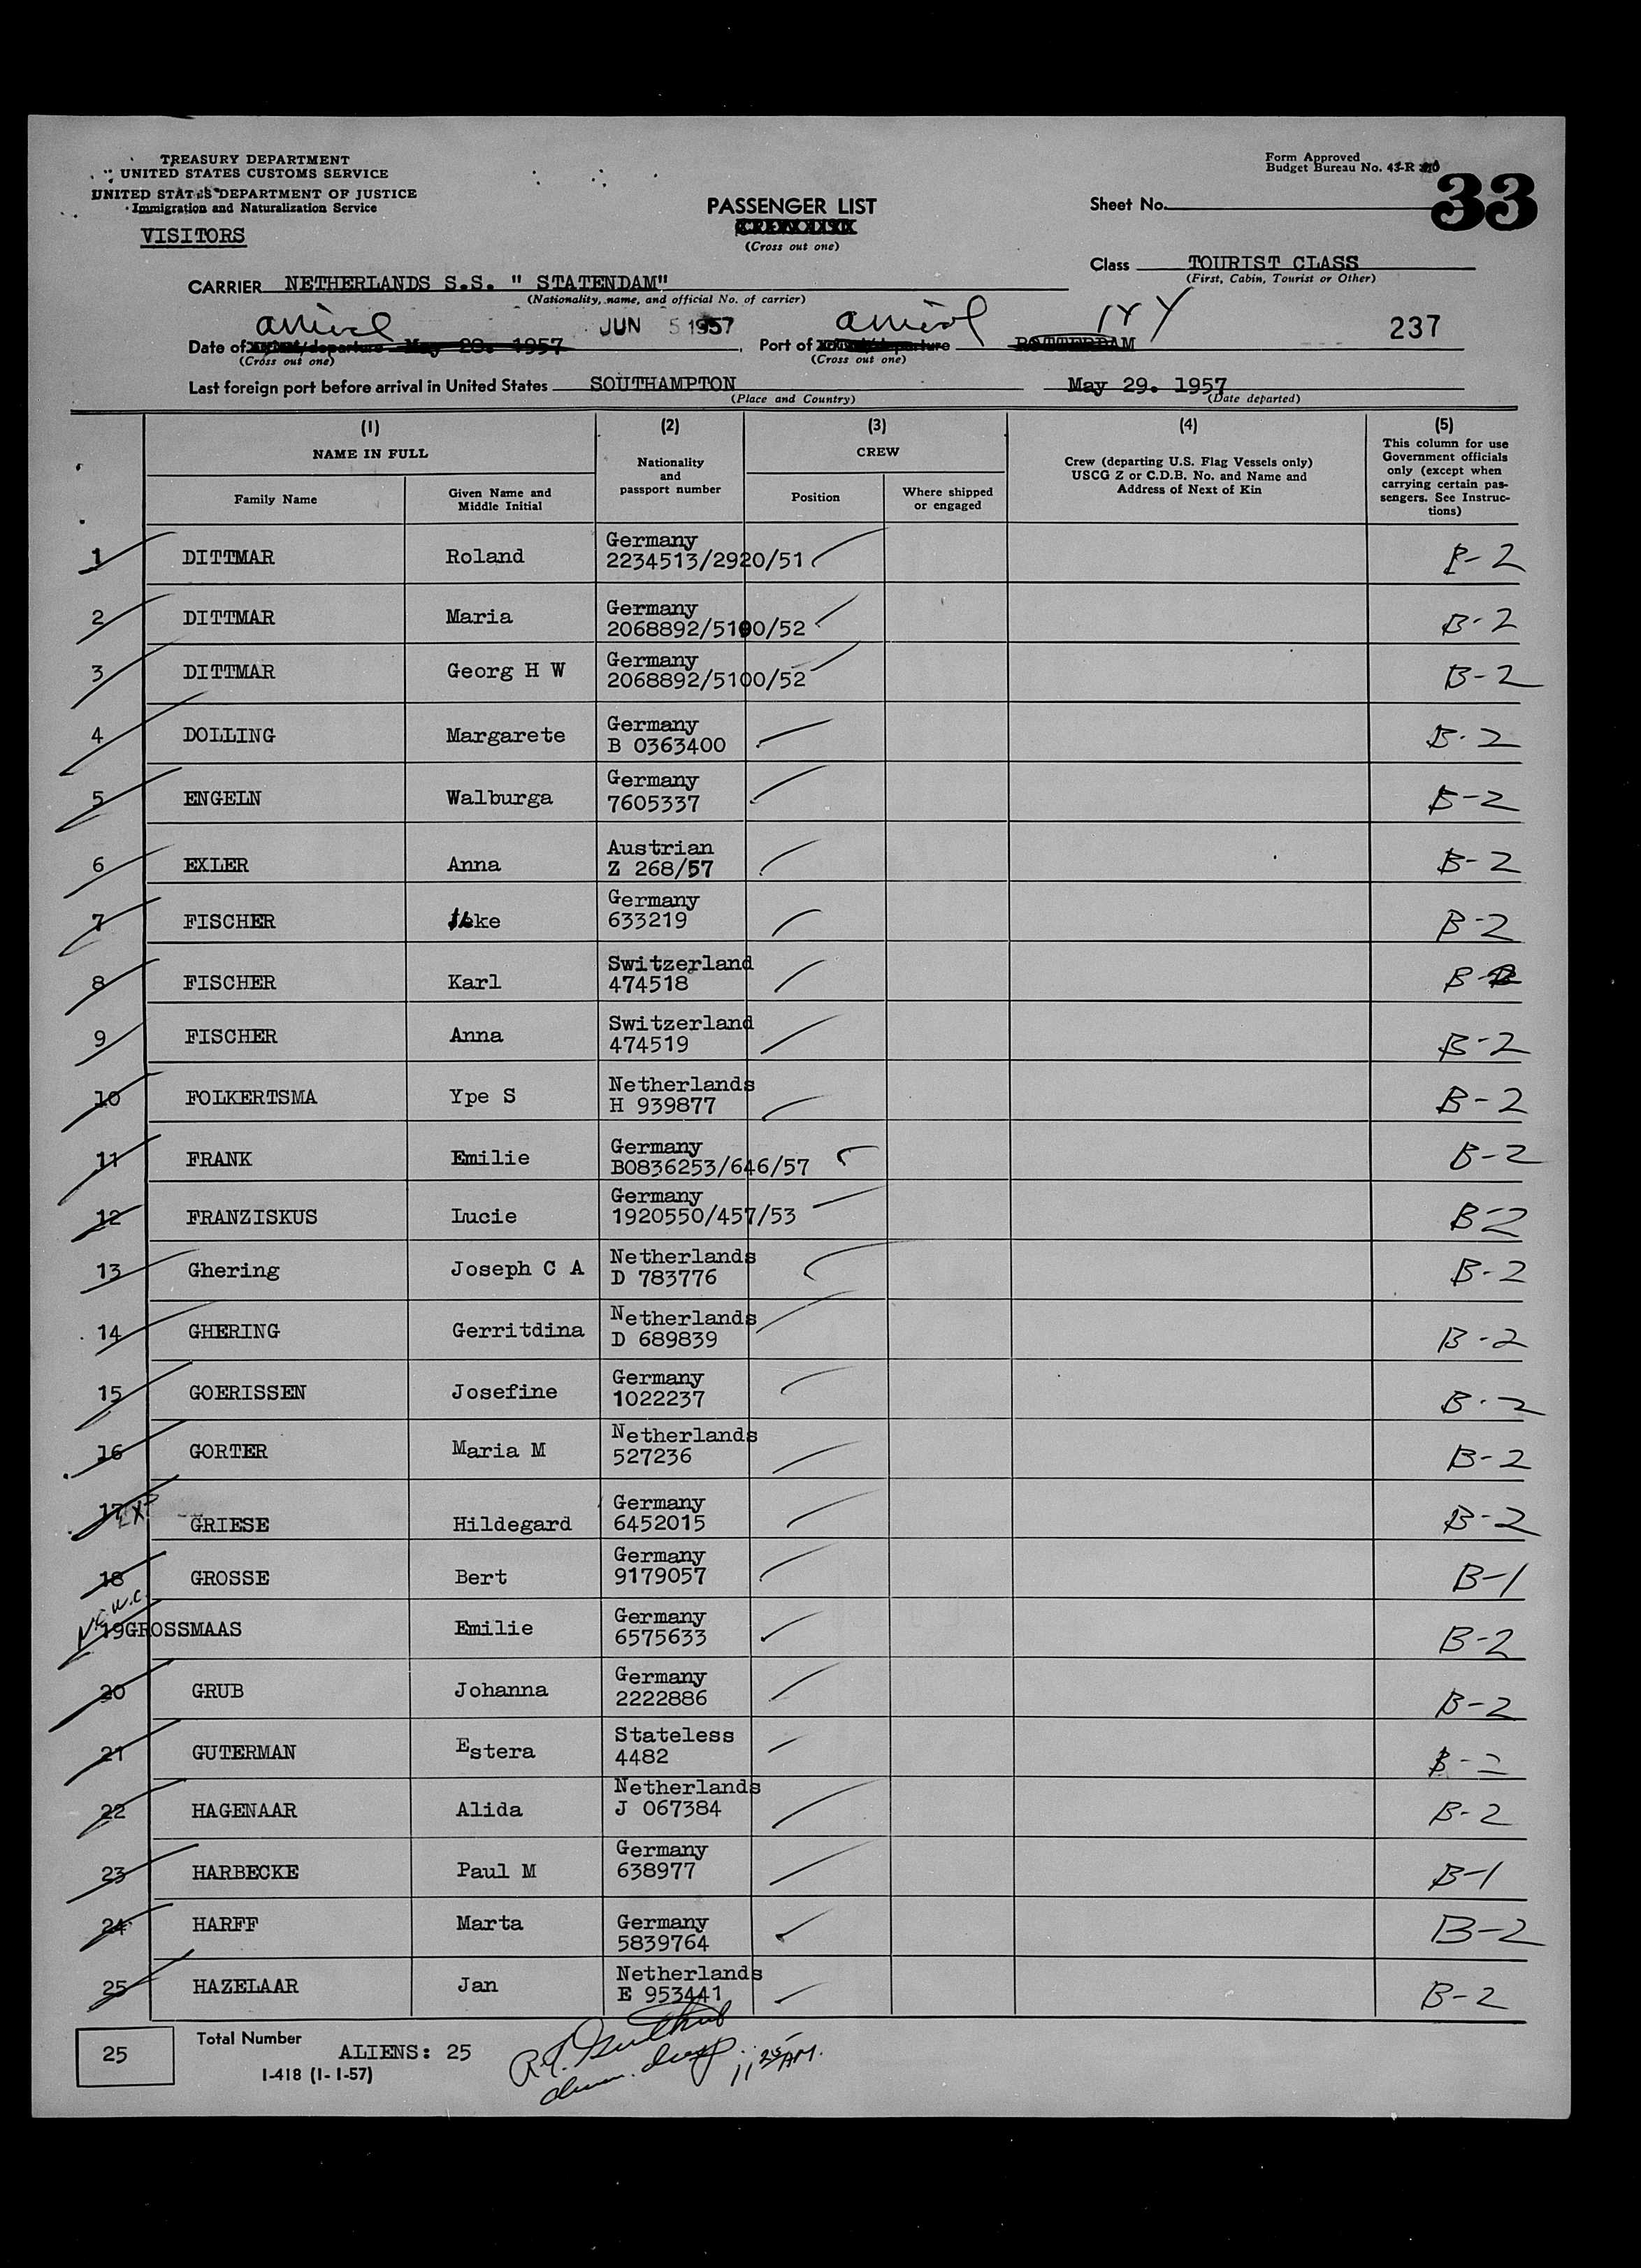 TREASURY DEPARTMENT
UNITED STATES CUSTOMS SERVICE
UNITED STATES DEPARTMENT OF JUSTICE
Immigration and Naturalization Service
VISITORS
Form Approved
Budget Bureau No. 43-R
PASSENGER LIST
(Cross out one)
Sheet No. 33
Class TOURIST CLASS
(First, Cabin, Tourist or Other)
CARRIER NETHERLANDS S.S. " STATENDAM"
(Nationality, name, and official No. of carrier)
arrival JUN 5 1957 arrival NY 237
Date of departure May 28. 1957 Port of departure ROTTERDAM
(Cross out one) (Cross out one)
Last foreign port before arrival in United States SOUTHAMPTON May 29. 1957
(Place and Country) (Date departed)
(1) (2) (3) (4) (5)
NAME IN FULL
Family Name
Given Name and Middle Initial
Nationality and passport number
CREW
Position
Where shipped or engaged
Crew (departing U.S. Flag Vessels only)
USCG Z or C.D.B. No. and Name and
Address of Next of Kin
This column for use
Government officials
only (except when
carrying certain pas-
sengers. See Instruc-
tions)
1 DITTMAR Roland Germany 2234513/2920/51 B-2
2 DITTMAR Maria Germany 2068892/5100/52 B-2
3 DITTMAR Georg H W Germany 2068892/5100/52 B-2
4 DOLLING Margarete Germany B 0363400 B-2
5 ENGELN Walburga Germany 7605337 B-2
6 EXLER Anna Austrian Z 268/57 B-2
7 FISCHER Germany 633219 B-2
8 FISCHER Karl Switzerland 474518 B-2
9 FISCHER Anna Switzerland 474519 B-2
10 FOLKERTSMA Ype S Netherlands H 939877 B-2
11 FRANK Emilie Germany B0836253/646/57 B-2
12 FRANZISKUS Lucie Germany 1920550/457/53 B-2
13 Ghering Joseph C A Netherlands D 783776 B-2
14 GHERING Gerritdina Netherlands D 689839 B-2
15 GOERISSEN Josefine Germany 1022237 B-2
16 GORTER Maria M Netherlands 527236 B-2
17 GRIESE Hildegard Germany 6452015 B-2
18 GROSSE Bert Germany 9179057 B-1
19 GROSSMAAS Emilie Germany 6575633 B-2
20 GRUB Johanna Germany 2222886 B-2
21 GUTERMAN Estera Stateless 4482 B-2
22 HAGENAAR Alida Netherlands J 067384 B-2
23 HARBECKE Paul M Germany 638977 B-1
24 HARFF Marta Germany 5839764 B-2
25 HAZELAAR Jan Netherlands E 953441 B-2
25 Total Number ALIENS: 25
I-418 (1-1-57)
11 25 AM.